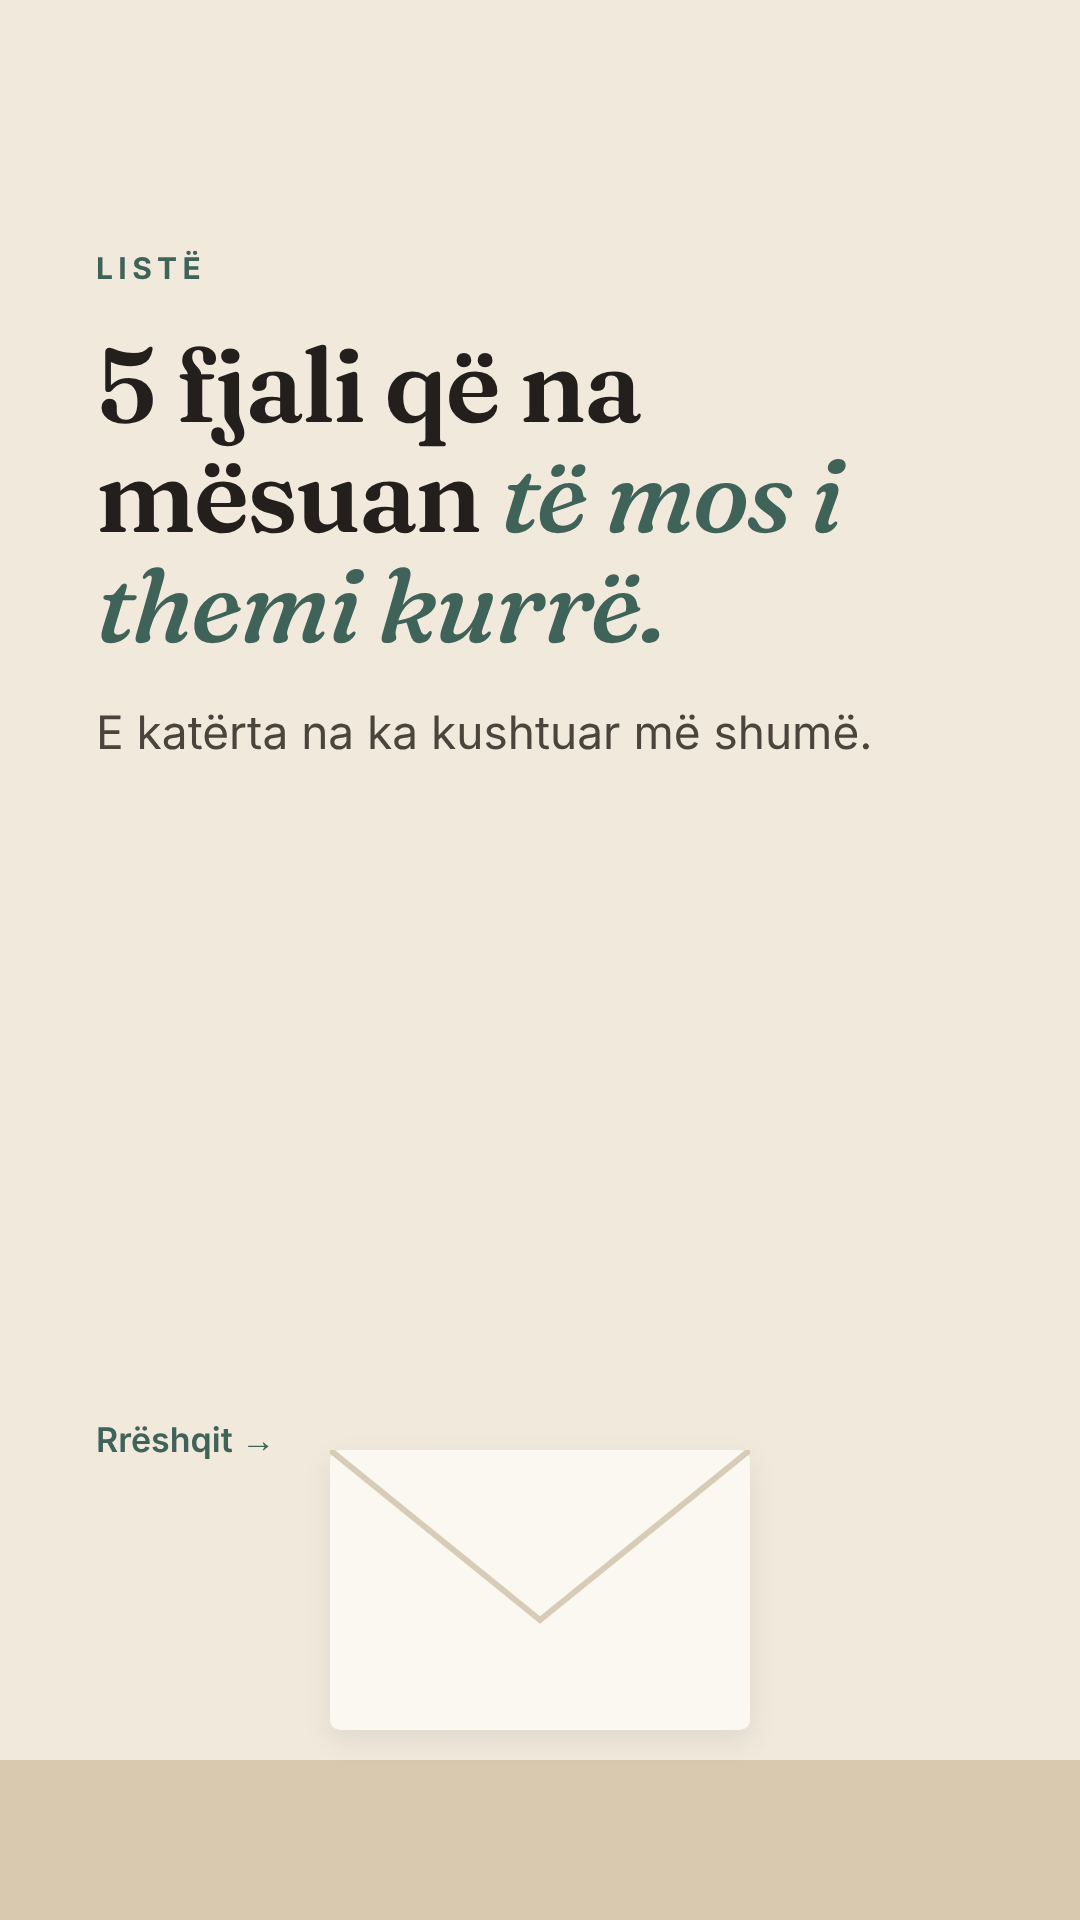 LISTË
5 fjali që na
mësuan të mos i
themi kurrë.
E katërta na ka kushtuar më shumë.
Rrëshqit →